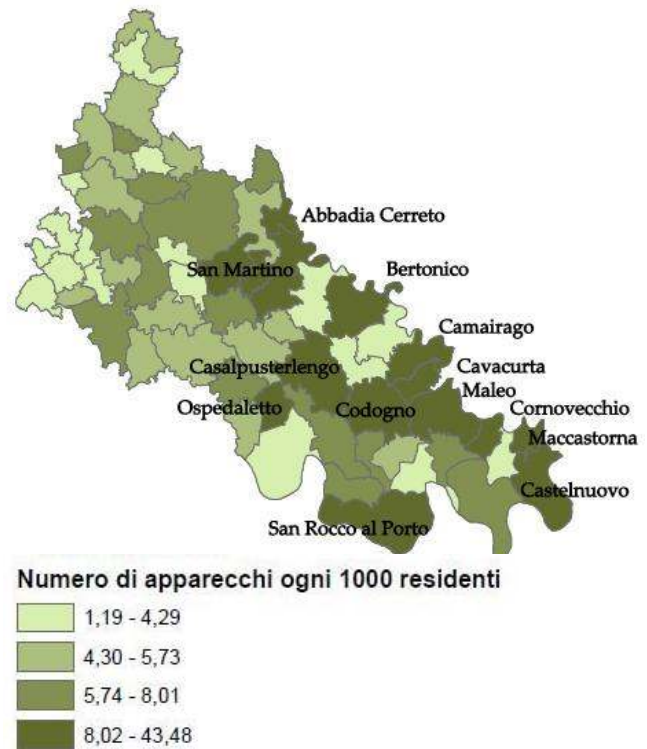 Abbadia Cerreto
San Martino
Bertonico
Camairago
Casalpusterlengo
Cavacurta
Maleo
Ospedaletto
Codogno
Cornovecchio
Maccastorna
Castelnuovo
San Rocco al Porto
Numero di apparecchi ogni 1000 residenti
1,19 - 4,29
4,30 - 5,73
5,74 - 8,01
8,02 - 43,48